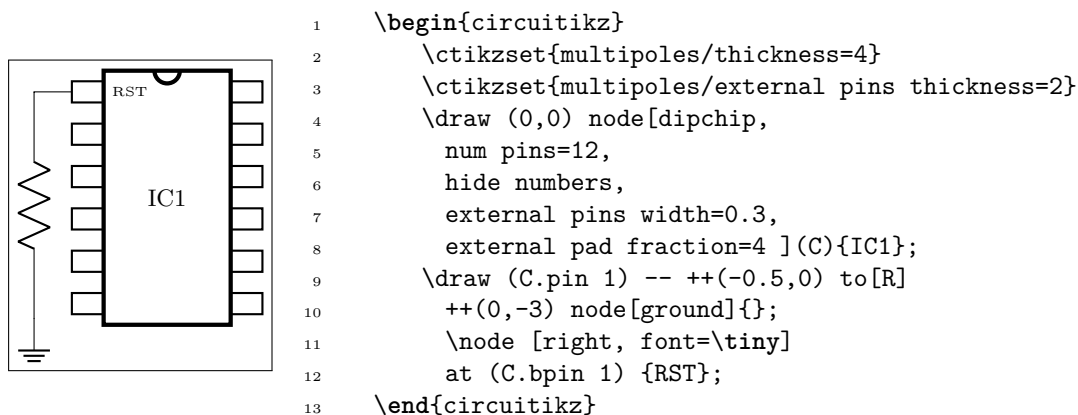 RST
IC1
1 \begin{circuitikz}
2 \ctikzset{multipoles/thickness=4}
3 \ctikzset{multipoles/external pins thickness=2}
4 \draw (0,0) node[dipchip,
5 num pins=12,
6 hide numbers,
7 external pins width=0.3,
8 external pad fraction=4 ](C){IC1};
9 \draw (C.pin 1) -- ++(-0.5,0) to[R]
10 ++(0,-3) node[ground]{};
11 \node [right, font=\tiny]
12 at (C.bpin 1) {RST};
13 \end{circuitikz}